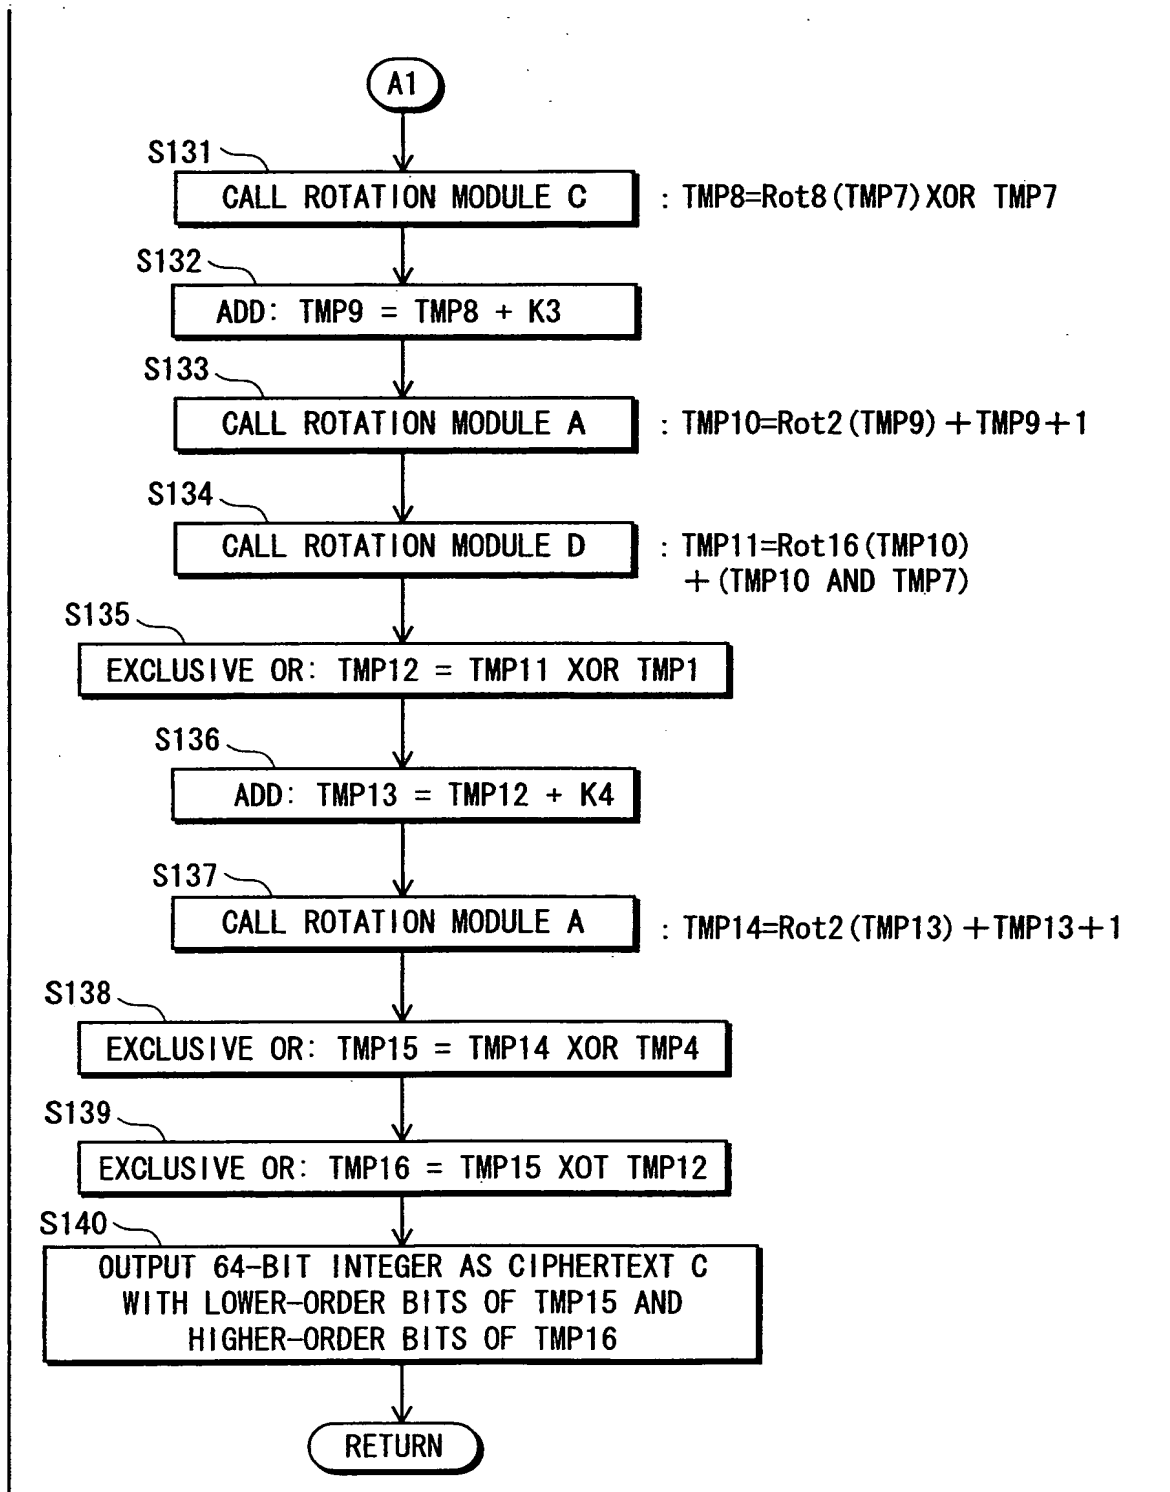 A1
S131
CALL ROTATION MODULE C : TMP8=Rot8(TMP7)XOR TMP7
S132
ADD: TMP9 = TMP8 + K3
S133
CALL ROTATION MODULE A : TMP10=Rot2(TMP9)+TMP9+1
S134
CALL ROTATION MODULE D : TMP11=Rot16(TMP10)
+(TMP10 AND TMP7)
S135
EXCLUSIVE OR: TMP12 = TMP11 XOR TMP1
S136
ADD: TMP13 = TMP12 + K4
S137
CALL ROTATION MODULE A : TMP14=Rot2(TMP13)+TMP13+1
S138
EXCLUSIVE OR: TMP15 = TMP14 XOR TMP4
S139
EXCLUSIVE OR: TMP16 = TMP15 XOT TMP12
S140
OUTPUT 64-BIT INTEGER AS CIPHERTEXT C
WITH LOWER-ORDER BITS OF TMP15 AND
HIGHER-ORDER BITS OF TMP16
RETURN